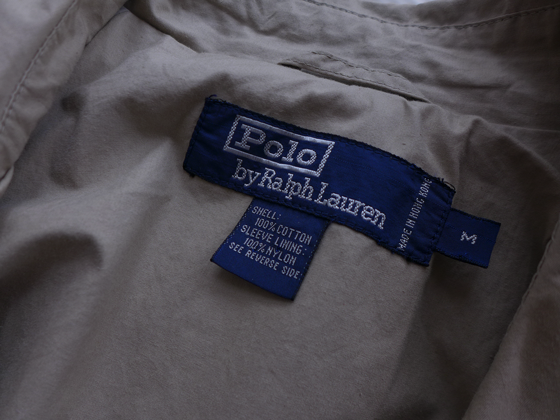 Polo
by Ralph Lauren
MADE IN HONG KONG
M
SHELL:
100% COTTON
SLEEVE LINING:
100% NYLON
SEE REVERSE SIDE